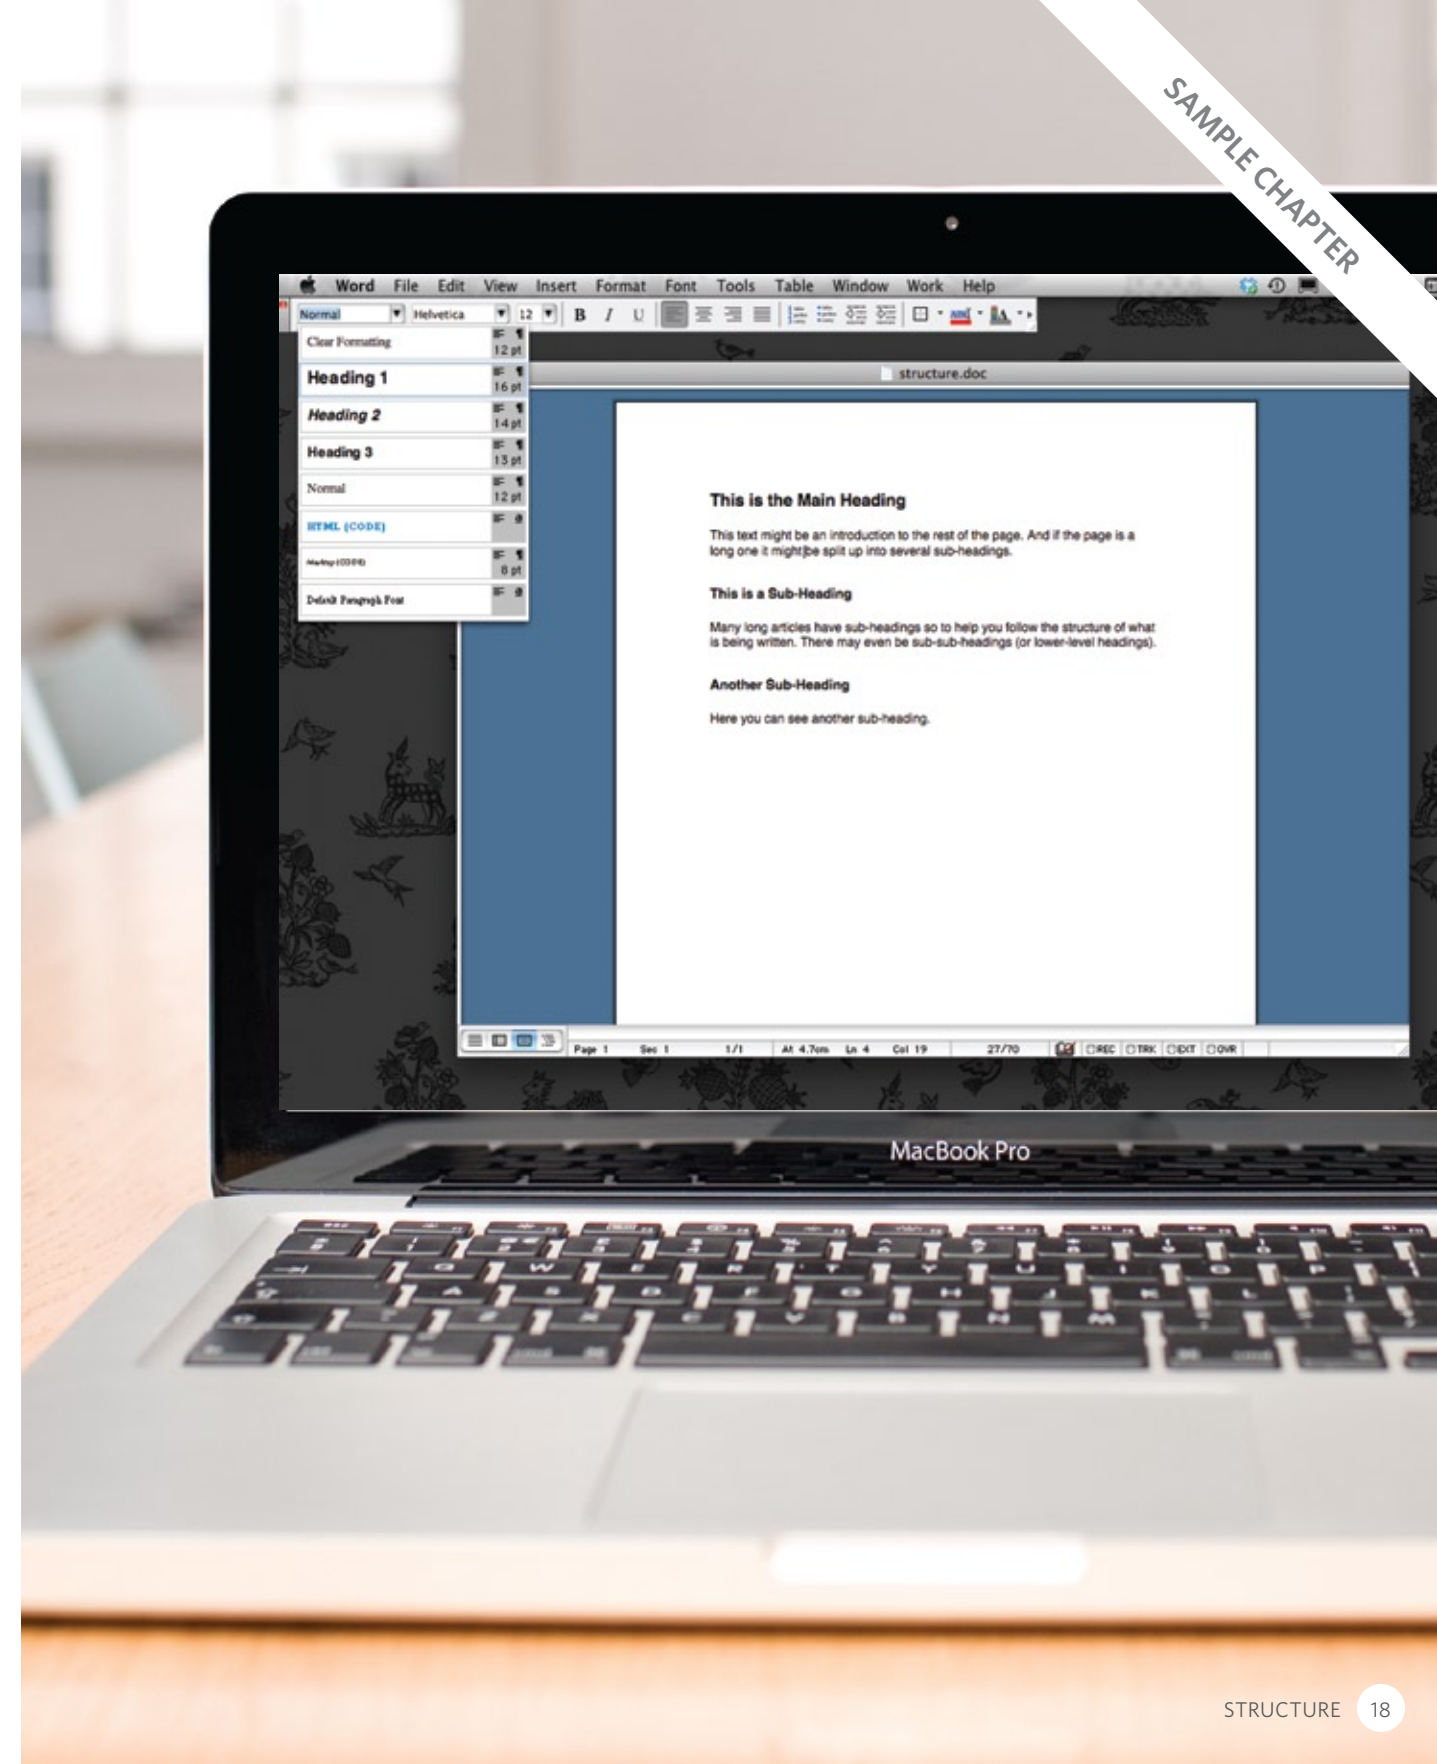 SAMPLE CHAPTER
Word File Edit View Insert Format Font Tools Table Window Work Help
Normal Helvetica 12 B I U
Clear Formatting 12 pt
structure.doc
Heading 1 16 pt
Heading 2 14 pt
Heading 3 13 pt
Normal 12 pt
HTML (CODE)
Markup (CODE) 8 pt
Default Paragraph Font
This is the Main Heading
This text might be an introduction to the rest of the page. And if the page is a
long one it might be split up into several sub-headings.
This is a Sub-Heading
Many long articles have sub-headings so to help you follow the structure of what
is being written. There may even be sub-sub-headings (or lower-level headings).
Another Sub-Heading
Here you can see another sub-heading.
Page 1 Sec 1 1/1 At 4.7cm Ln 4 Col 19 27/70 REC TRK EXT OVR
MacBook Pro
Q W E R T Y U I O P
A S D F G H J K L
Z X C V B N M
STRUCTURE 18